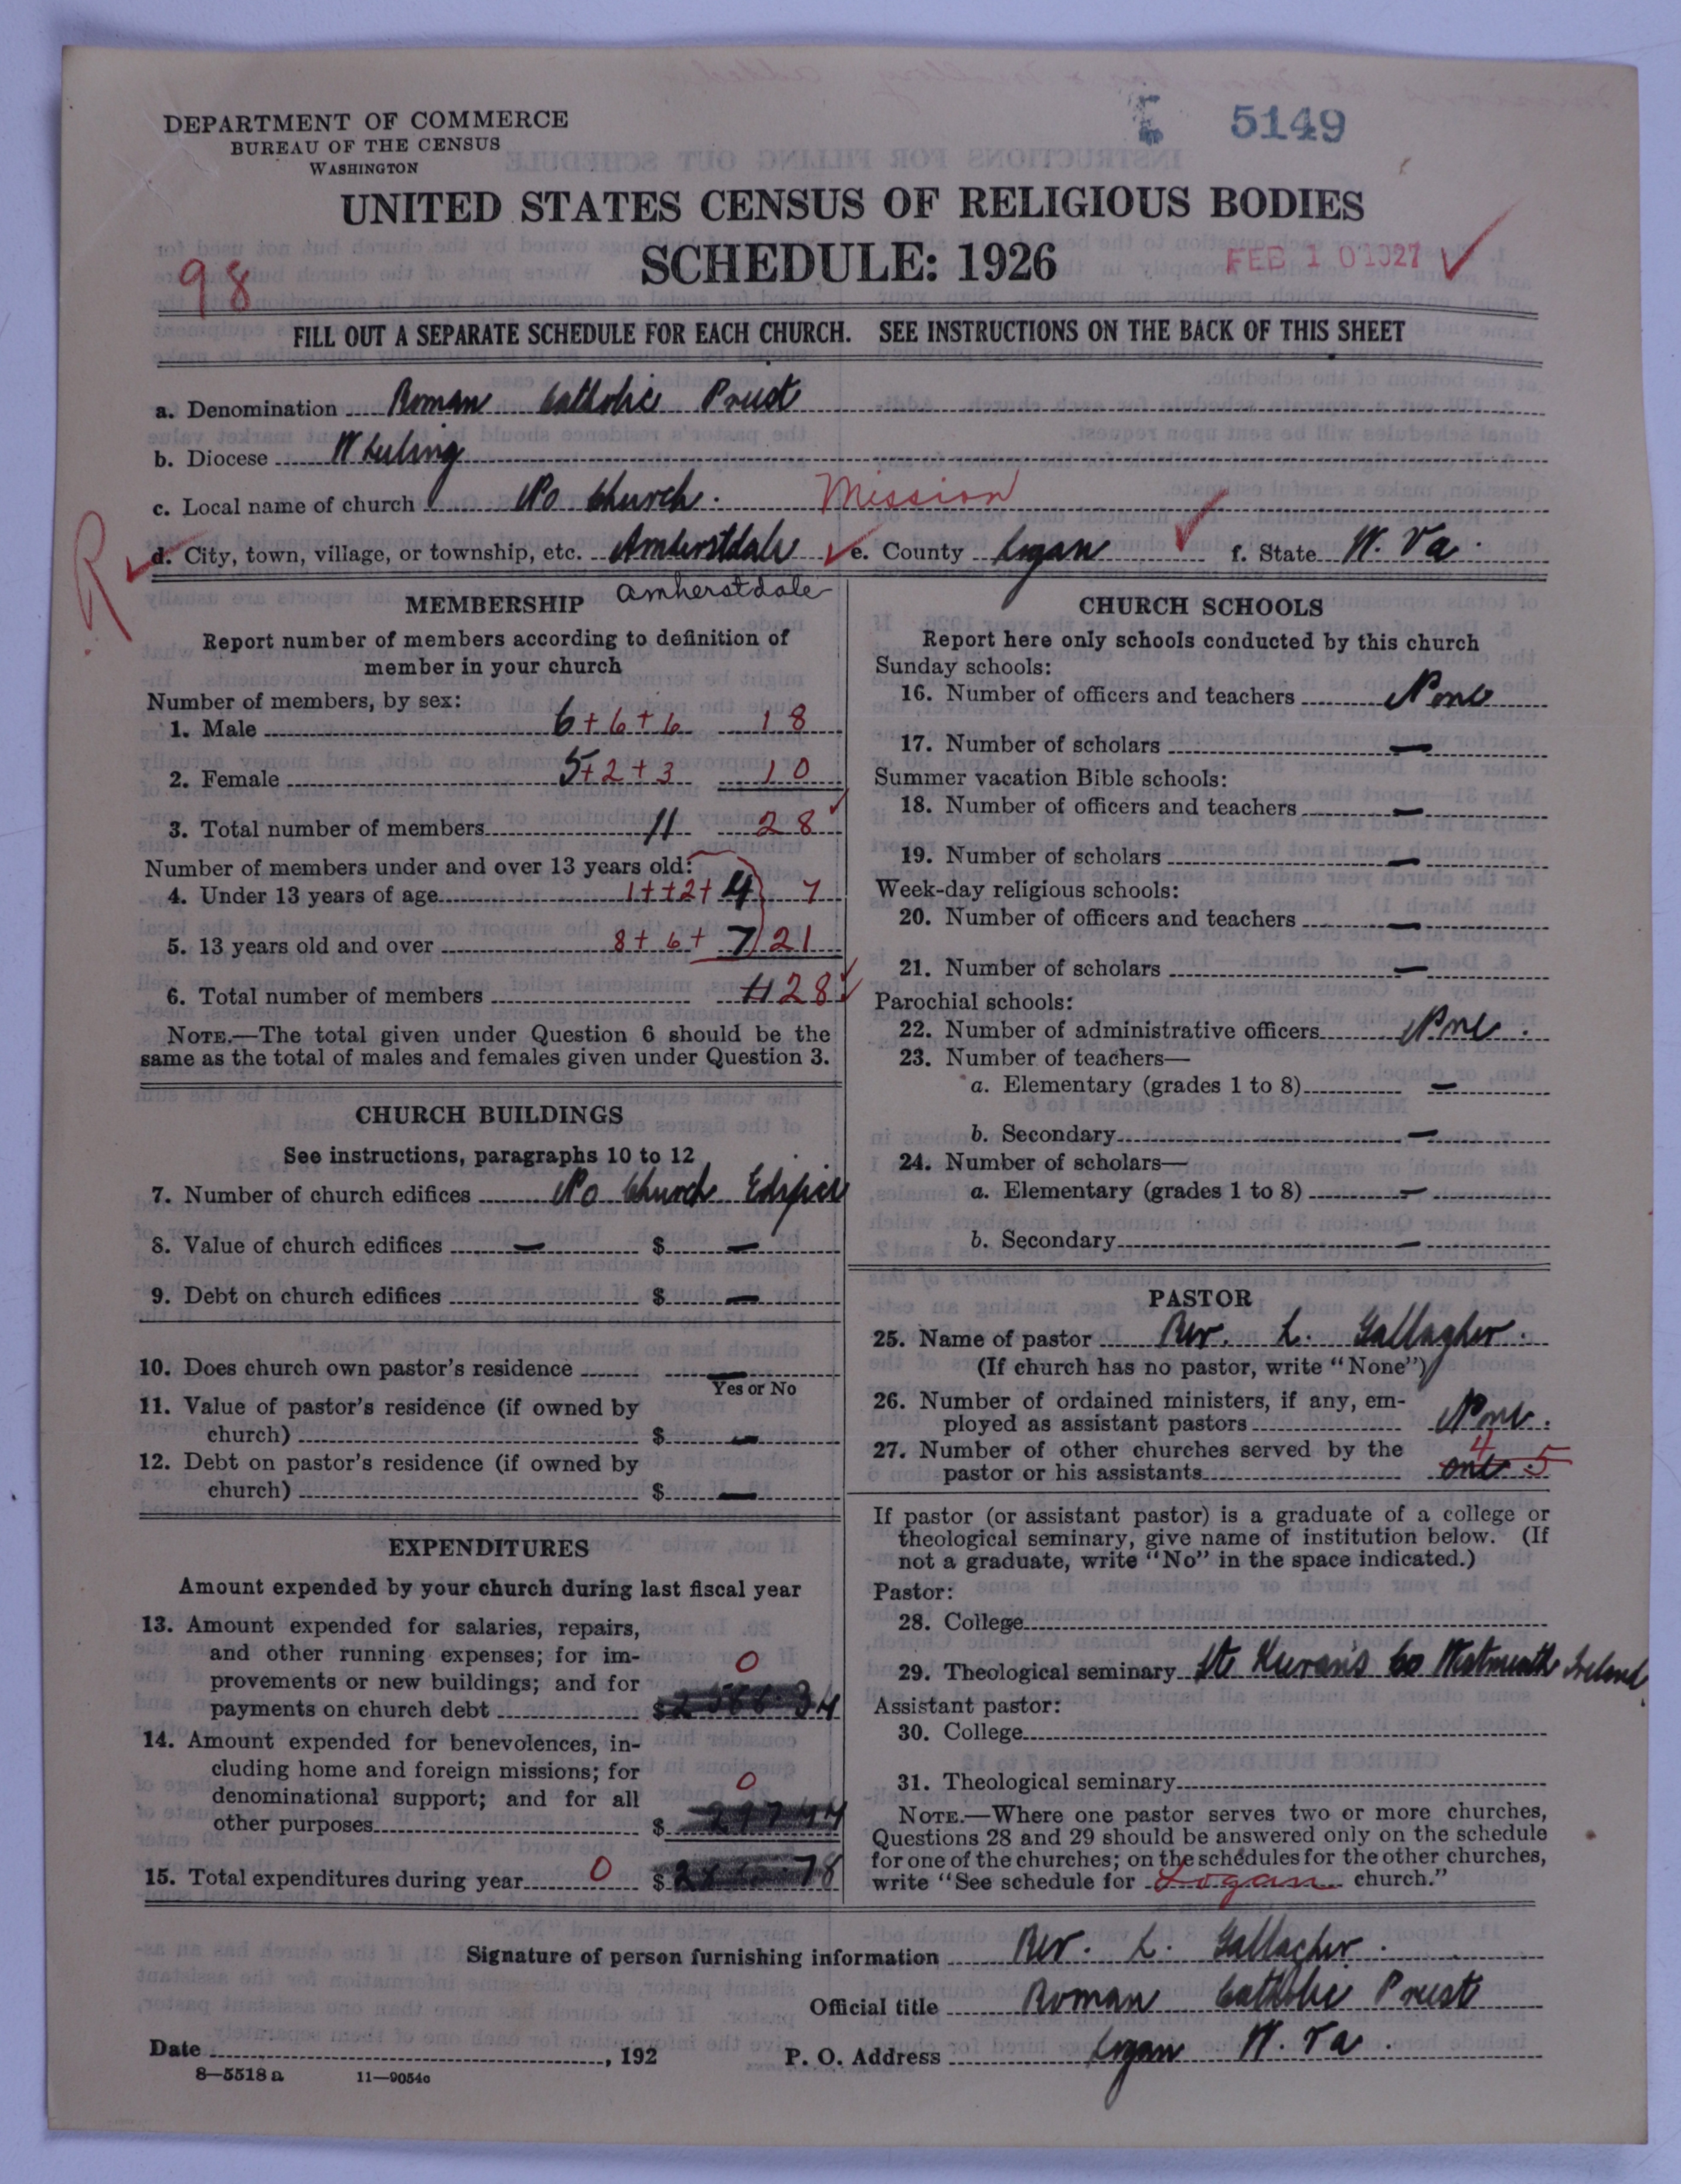 5149
DEPARTMENT OF COMMERCE
BUREAU OF THE CENSUS
WASHINGTON
UNITED STATES CENSUS OF RELIGIOUS BODIES
SCHEDULE: 1926
98
FEB 10 1927
FILL OUT A SEPARATE SCHEDULE FOR EACH CHURCH. SEE INSTRUCTIONS ON THE BACK OF THIS SHEET
a. Denomination Roman Catholic Priest
b. Diocese Wheeling
c. Local name of church No Church. Mission
R
d. City, town, village, or township, etc. Amherstdale e. County Logan f. State W. Va.
Amherstdale
MEMBERSHIP
Report number of members according to definition of
member in your church
Number of members, by sex:
1. Male 6+6+6 18
2. Female 5+2+3 10
3. Total number of members 11 28
Number of members under and over 13 years old:
4. Under 13 years of age 1++2+4 7
5. 13 years old and over 8+6+7 21
6. Total number of members 11 28
NOTE.—The total given under Question 6 should be the
same as the total of males and females given under Question 3.
CHURCH BUILDINGS
See instructions, paragraphs 10 to 12
7. Number of church edifices No Church Edifice
8. Value of church edifices — $ —
9. Debt on church edifices $ —
10. Does church own pastor's residence —
Yes or No
11. Value of pastor's residence (if owned by
church) $ —
12. Debt on pastor's residence (if owned by
church) $ —
EXPENDITURES
Amount expended by your church during last fiscal year
13. Amount expended for salaries, repairs,
and other running expenses; for im-
provements or new buildings; and for 0
payments on church debt $
14. Amount expended for benevolences, in-
cluding home and foreign missions; for
denominational support; and for all 0
other purposes $
15. Total expenditures during year 0 $ 78
CHURCH SCHOOLS
Report here only schools conducted by this church
Sunday schools:
16. Number of officers and teachers None
17. Number of scholars —
Summer vacation Bible schools:
18. Number of officers and teachers —
19. Number of scholars —
Week-day religious schools:
20. Number of officers and teachers —
21. Number of scholars —
Parochial schools:
22. Number of administrative officers None.
23. Number of teachers—
a. Elementary (grades 1 to 8) —
b. Secondary —
24. Number of scholars—
a. Elementary (grades 1 to 8) —
b. Secondary —
PASTOR
25. Name of pastor Rev. L. Gallagher.
(If church has no pastor, write "None")
26. Number of ordained ministers, if any, em-
ployed as assistant pastors None.
27. Number of other churches served by the 4
pastor or his assistants one 5
If pastor (or assistant pastor) is a graduate of a college or
theological seminary, give name of institution below. (If
not a graduate, write "No" in the space indicated.)
Pastor:
28. College
29. Theological seminary Co Westmeath Ireland
Assistant pastor:
30. College
31. Theological seminary
NOTE.—Where one pastor serves two or more churches,
Questions 28 and 29 should be answered only on the schedule
for one of the churches; on the schedules for the other churches,
write "See schedule for Logan church."
Signature of person furnishing information Rev. L. Gallagher.
Official title Roman Catholic Priest
Date , 192 P. O. Address Logan W. Va.
8—5518 a 11—9054c